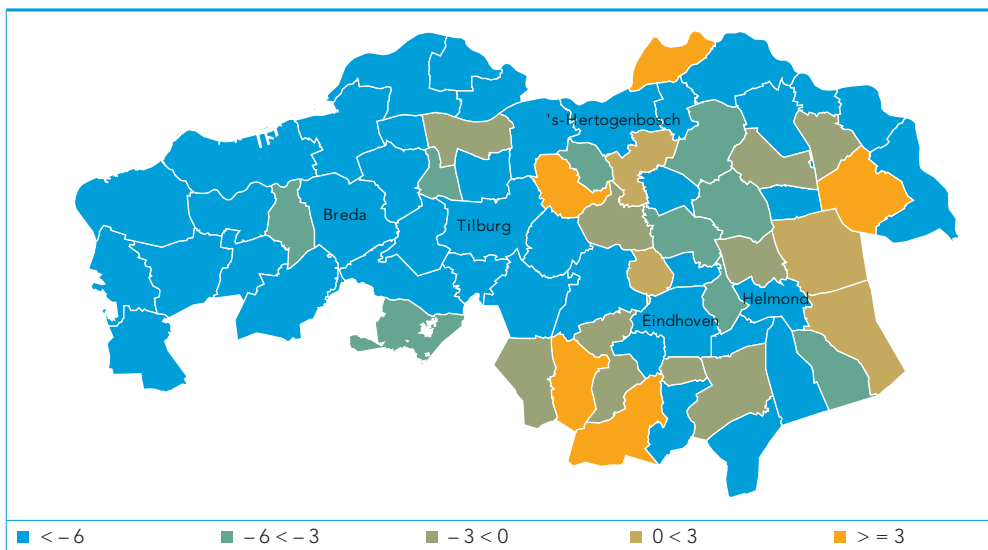 's-Hertogenbosch
Breda
Tilburg
Helmond
Eindhoven
< – 6
– 6 < – 3
– 3 < 0
0 < 3
> = 3